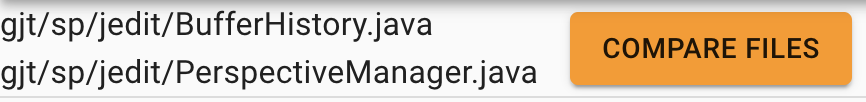 gjt/sp/jedit/BufferHistory.java
gjt/sp/jedit/PerspectiveManager.java
COMPARE FILES